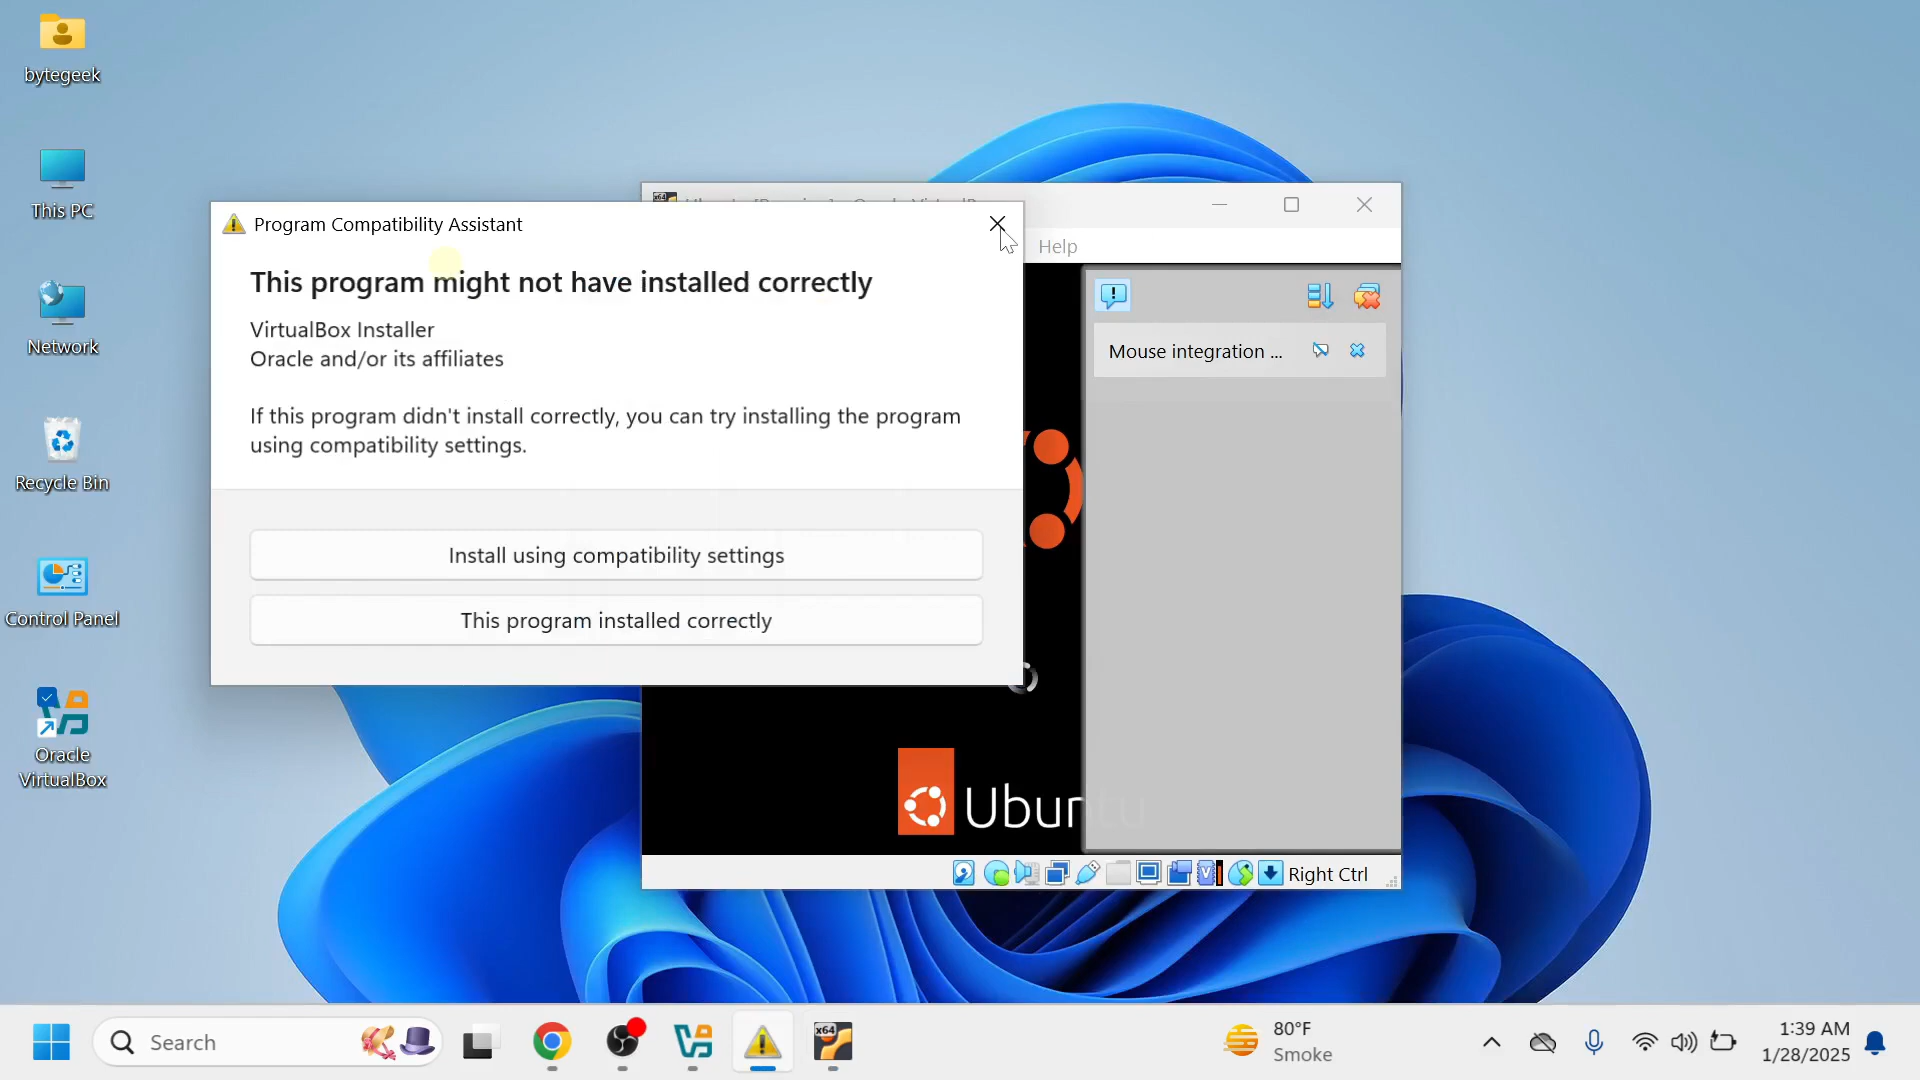 bytegeek
This PC
Network
Recycle Bin
Control Panel
Oracle
VirtualBox
Program Compatibility Assistant
This program might not have installed correctly
VirtualBox Installer
Oracle and/or its affiliates
If this program didn't install correctly, you can try installing the program
using compatibility settings.
Install using compatibility settings
This program installed correctly
Help
Mouse integration ...
Ubuntu
Right Ctrl
Search
80°F
Smoke
1:39 AM
1/28/2025